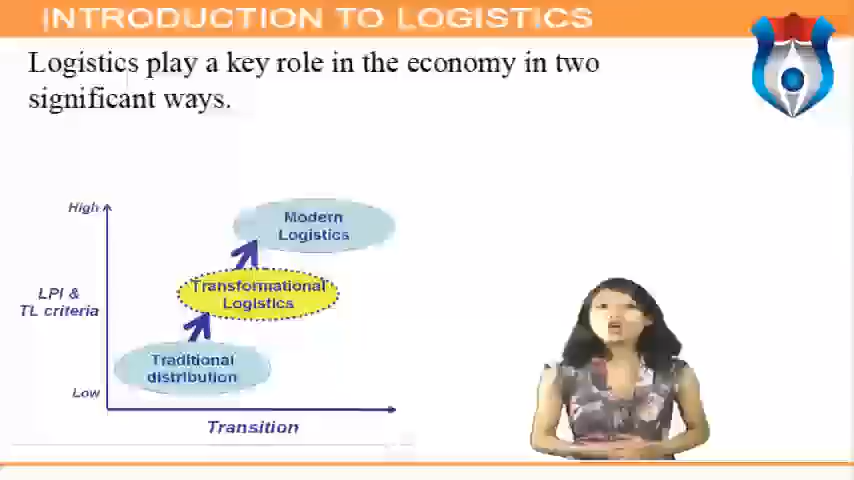 INTRODUCTION TO LOGISTICS
Logistics play a key role in the economy in two
significant ways.
High
Modern
Logistics
Transformational
Logistics
LPI &
TL criteria
Traditional
distribution
Low
Transition